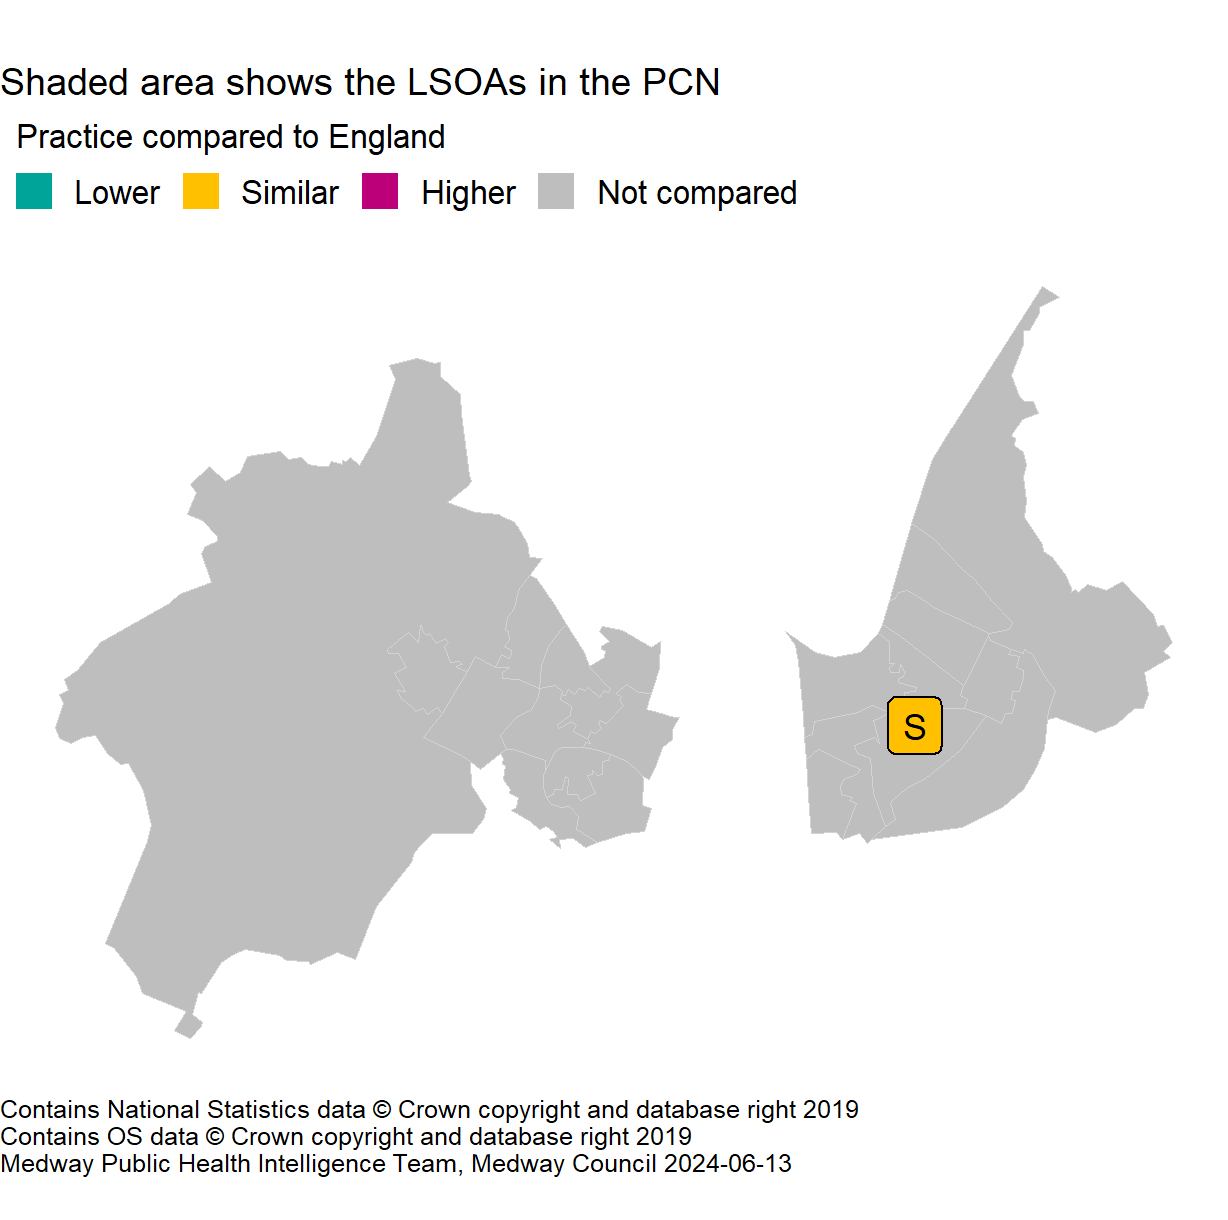 Shaded area shows the LSOAs in the PCN
Practice compared to England
Lower Similar Higher Not compared
S
Contains National Statistics data © Crown copyright and database right 2019
Contains OS data © Crown copyright and database right 2019
Medway Public Health Intelligence Team, Medway Council 2024-06-13